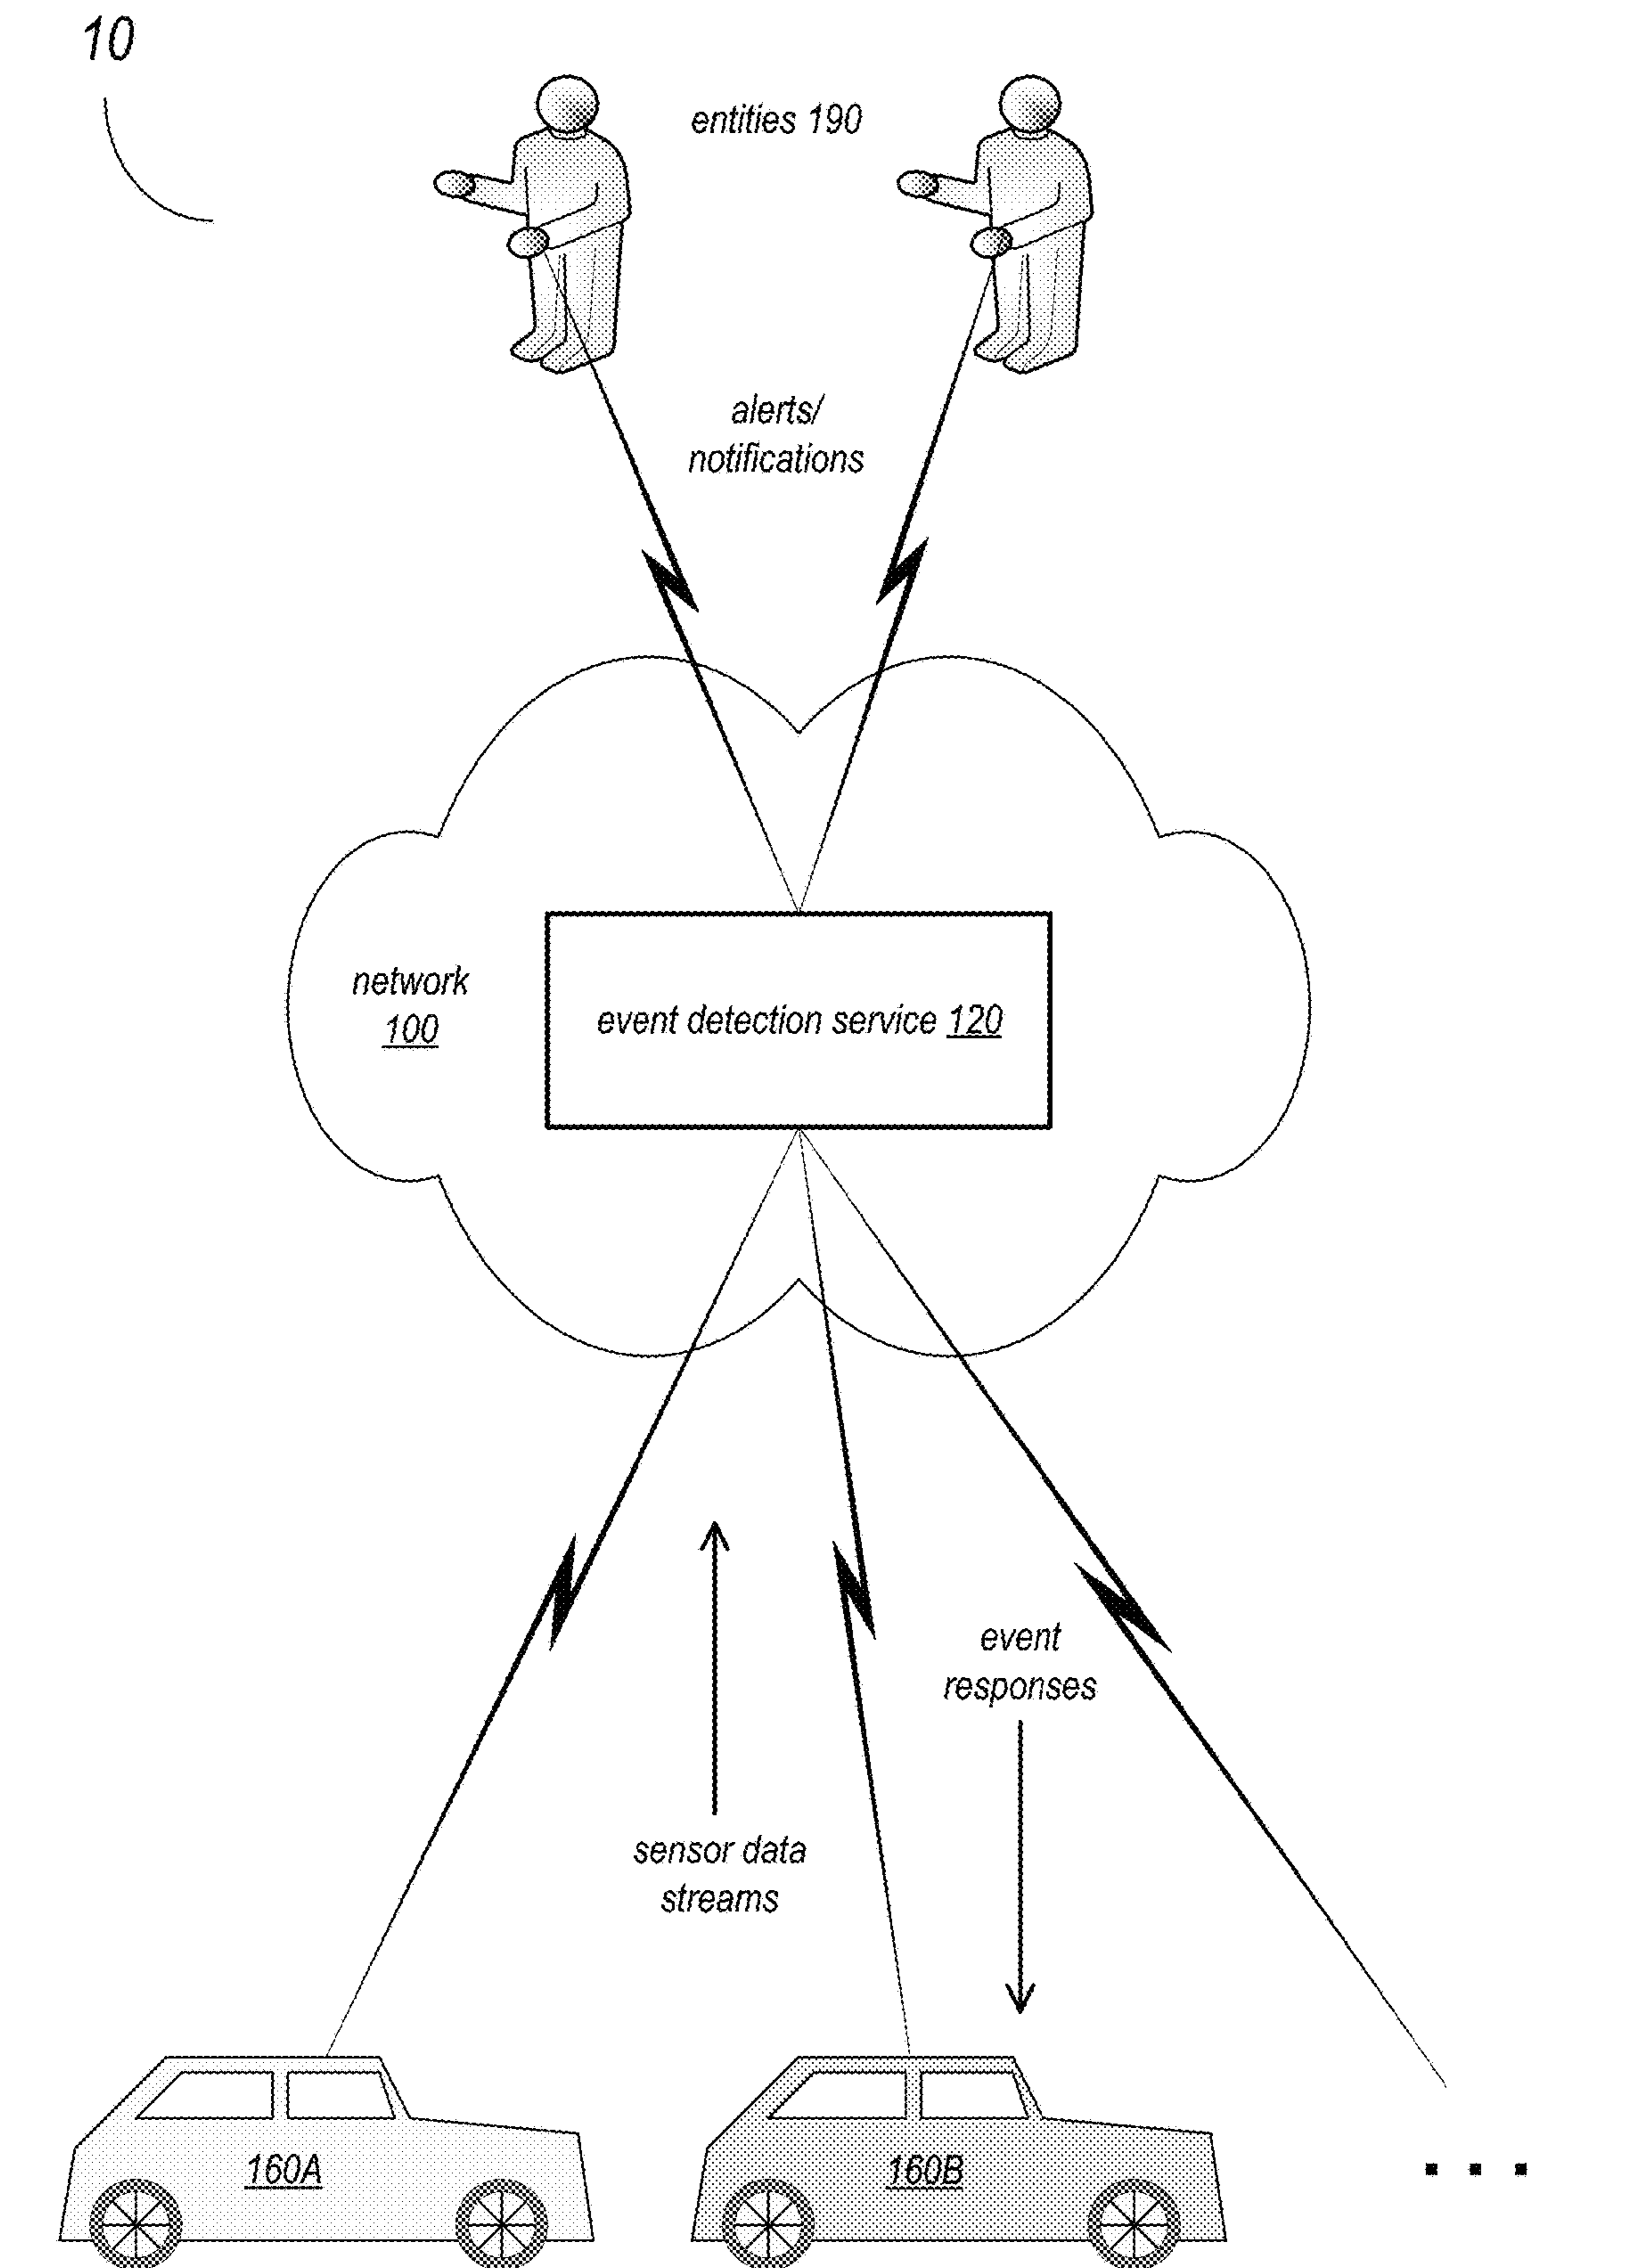 10
entities 190
alerts/
notifications
network
100
event detection service 120
event
responses
sensor data
streams
160A
160B